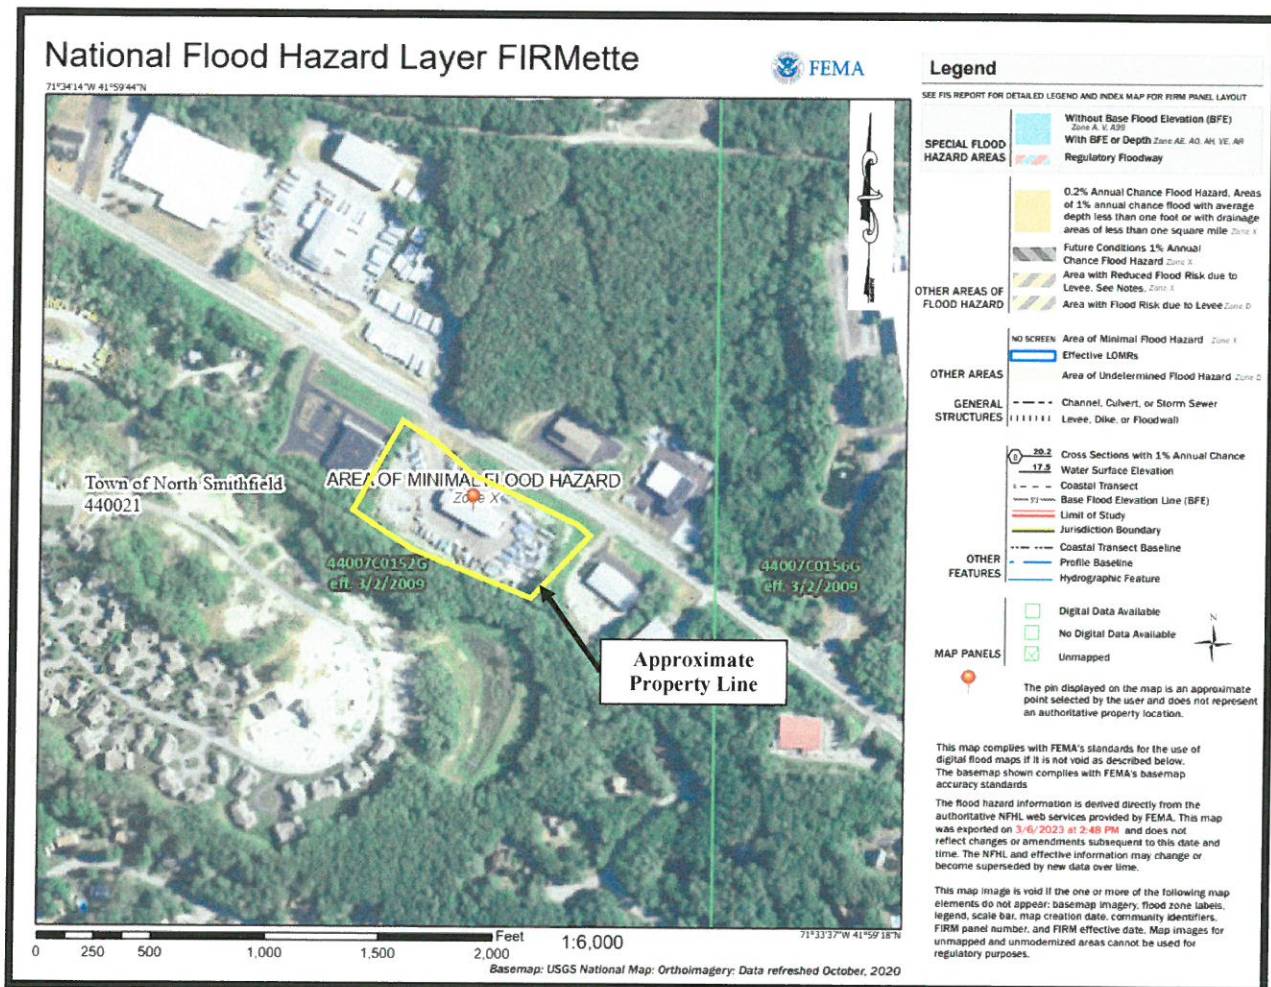 National Flood Hazard Layer FIRMette
FEMA
71°34'14"W 41°59'44"N
AREA OF MINIMAL FLOOD HAZARD
Zone X
Town of North Smithfield
440021
44007C0152G
eff. 3/2/2009
44007C0156G
eff. 3/2/2009
Approximate
Property Line
71°33'37"W 41°59'18"N
0 250 500 1,000 1,500 2,000
Feet
1:6,000
Basemap: USGS National Map: Orthoimagery: Data refreshed October, 2020
Legend
SEE FIS REPORT FOR DETAILED LEGEND AND INDEX MAP FOR FIRM PANEL LAYOUT
SPECIAL FLOOD
HAZARD AREAS
Without Base Flood Elevation (BFE)
Zone A, V, A99
With BFE or Depth Zone AE, AO, AH, VE, AR
Regulatory Floodway
OTHER AREAS OF
FLOOD HAZARD
0.2% Annual Chance Flood Hazard, Areas
of 1% annual chance flood with average
depth less than one foot or with drainage
areas of less than one square mile Zone X
Future Conditions 1% Annual
Chance Flood Hazard Zone X
Area with Reduced Flood Risk due to
Levee. See Notes. Zone X
Area with Flood Risk due to Levee Zone D
OTHER AREAS
NO SCREEN Area of Minimal Flood Hazard Zone X
Effective LOMRs
Area of Undetermined Flood Hazard Zone D
GENERAL
STRUCTURES
Channel, Culvert, or Storm Sewer
Levee, Dike, or Floodwall
OTHER
FEATURES
B 20.2 Cross Sections with 1% Annual Chance
17.5 Water Surface Elevation
Coastal Transect
Base Flood Elevation Line (BFE)
Limit of Study
Jurisdiction Boundary
Coastal Transect Baseline
Profile Baseline
Hydrographic Feature
MAP PANELS
Digital Data Available
No Digital Data Available
Unmapped
N
The pin displayed on the map is an approximate
point selected by the user and does not represent
an authoritative property location.
This map complies with FEMA's standards for the use of
digital flood maps if it is not void as described below.
The basemap shown complies with FEMA's basemap
accuracy standards
The flood hazard information is derived directly from the
authoritative NFHL web services provided by FEMA. This map
was exported on 3/6/2023 at 2:48 PM and does not
reflect changes or amendments subsequent to this date and
time. The NFHL and effective information may change or
become superseded by new data over time.
This map image is void if the one or more of the following map
elements do not appear: basemap imagery, flood zone labels,
legend, scale bar, map creation date, community identifiers,
FIRM panel number, and FIRM effective date. Map images for
unmapped and unmodernized areas cannot be used for
regulatory purposes.